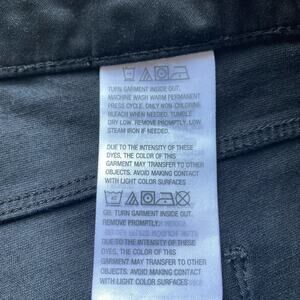 TURN GARMENT INSIDE OUT.
MACHINE WASH WARM PERMANENT
PRESS CYCLE. ONLY NON-CHLORINE
BLEACH WHEN NEEDED. TUMBLE
DRY LOW. REMOVE PROMPTLY. LOW
STEAM IRON IF NEEDED.
DUE TO THE INTENSITY OF THESE
DYES, THE COLOR OF THIS
GARMENT MAY TRANSFER TO OTHER
OBJECTS. AVOID MAKING CONTACT
WITH LIGHT COLOR SURFACES
GB: TURN GARMENT INSIDE OUT.
REMOVE PROMPTLY.
DUE TO THE INTENSITY OF THESE
DYES, THE COLOR OF THIS
GARMENT MAY TRANSFER TO OTHER
OBJECTS. AVOID MAKING CONTACT
WITH LIGHT COLOR SURFACES